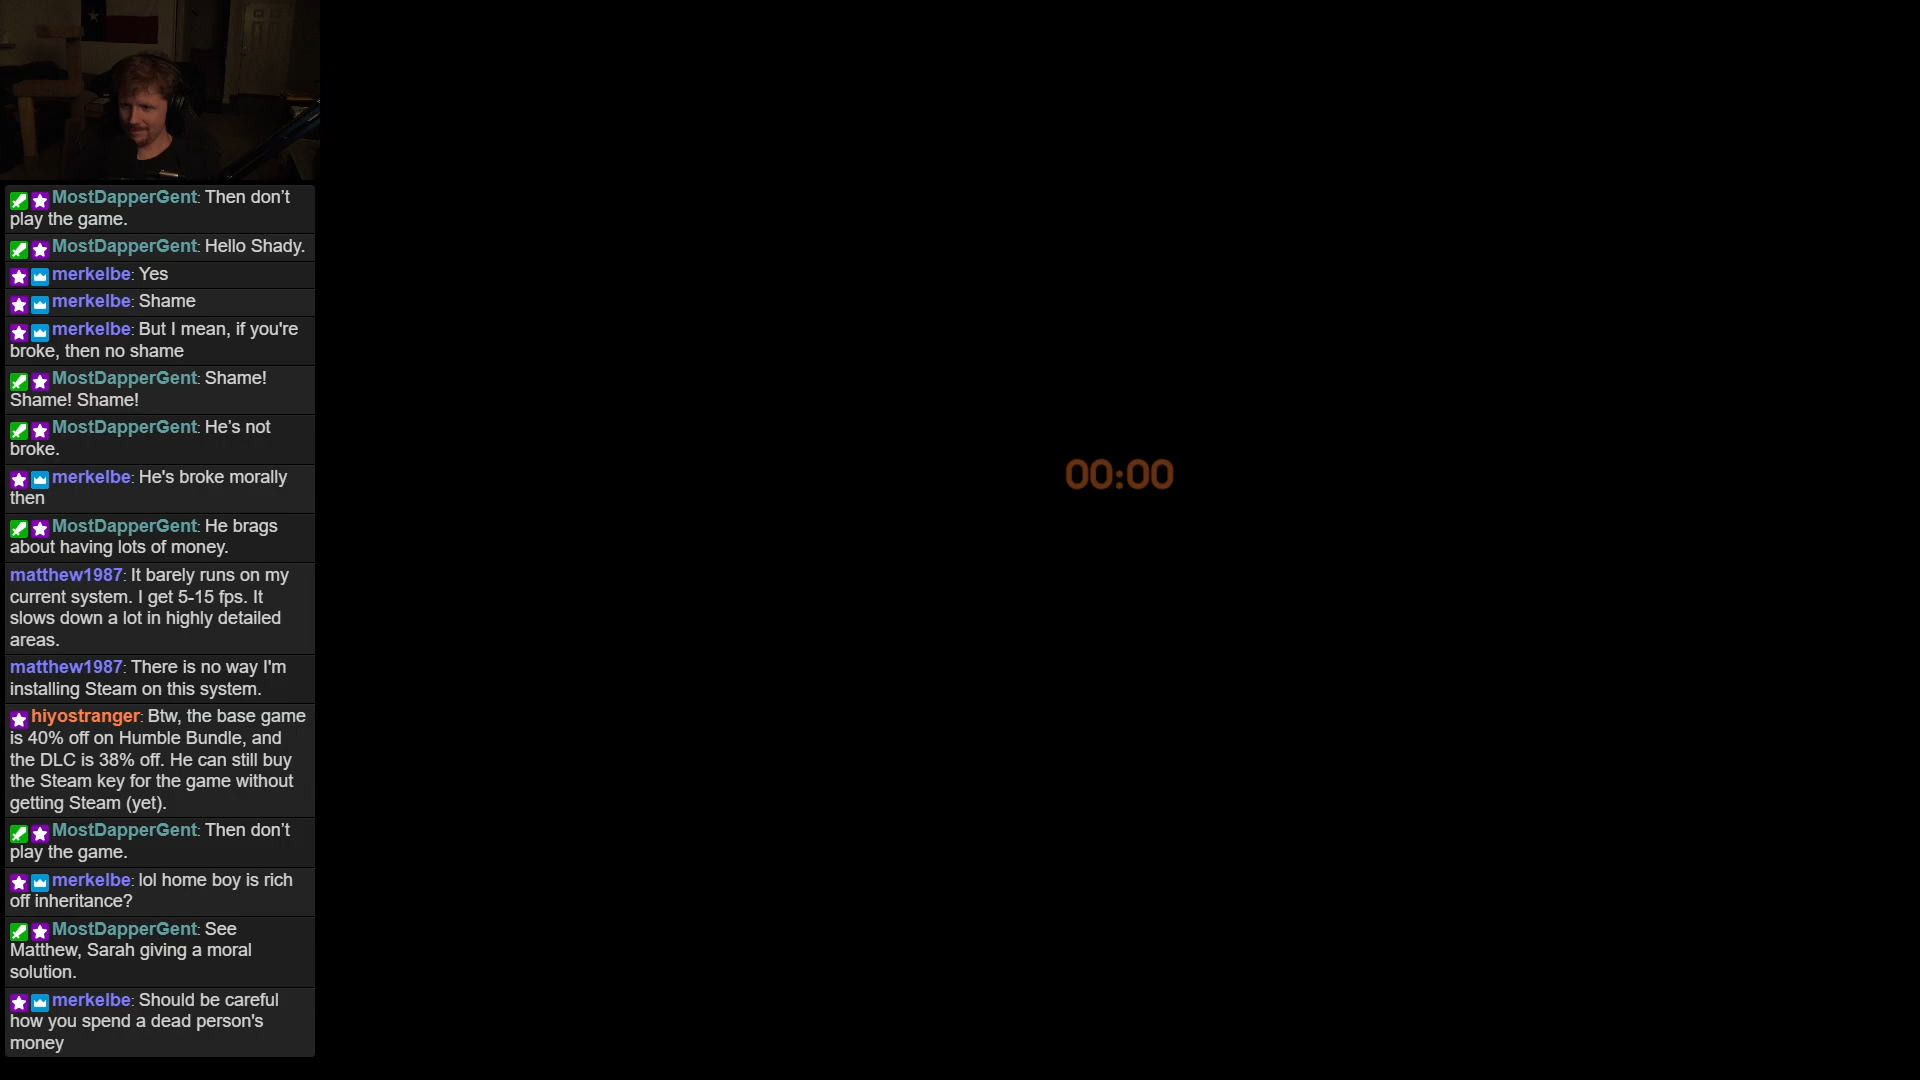 MostDapperGent: Then don’t
play the game.
MostDapperGent: Hello Shady.
merkelbe: Yes
merkelbe: Shame
merkelbe: But I mean, if you're
broke, then no shame
MostDapperGent: Shame!
Shame! Shame!
MostDapperGent: He’s not
broke.
merkelbe: He's broke morally
then
MostDapperGent: He brags
about having lots of money.
matthew1987: It barely runs on my
current system. I get 5-15 fps. It
slows down a lot in highly detailed
areas.
matthew1987: There is no way I'm
installing Steam on this system.
hiyostranger: Btw, the base game
is 40% off on Humble Bundle, and
the DLC is 38% off. He can still buy
the Steam key for the game without
getting Steam (yet).
MostDapperGent: Then don’t
play the game.
merkelbe: lol home boy is rich
off inheritance?
MostDapperGent: See
Matthew, Sarah giving a moral
solution.
merkelbe: Should be careful
how you spend a dead person's
money
00:00